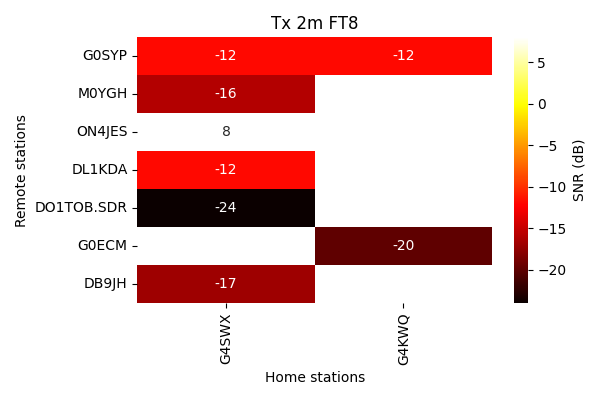 Tx 2m FT8
Remote stations
G0SYP -12 -12
M0YGH -16
ON4JES 8
DL1KDA -12
DO1TOB.SDR -24
G0ECM -20
DB9JH -17
G4SWX G4KWQ
Home stations
5
0
−5
−10
−15
−20
SNR (dB)